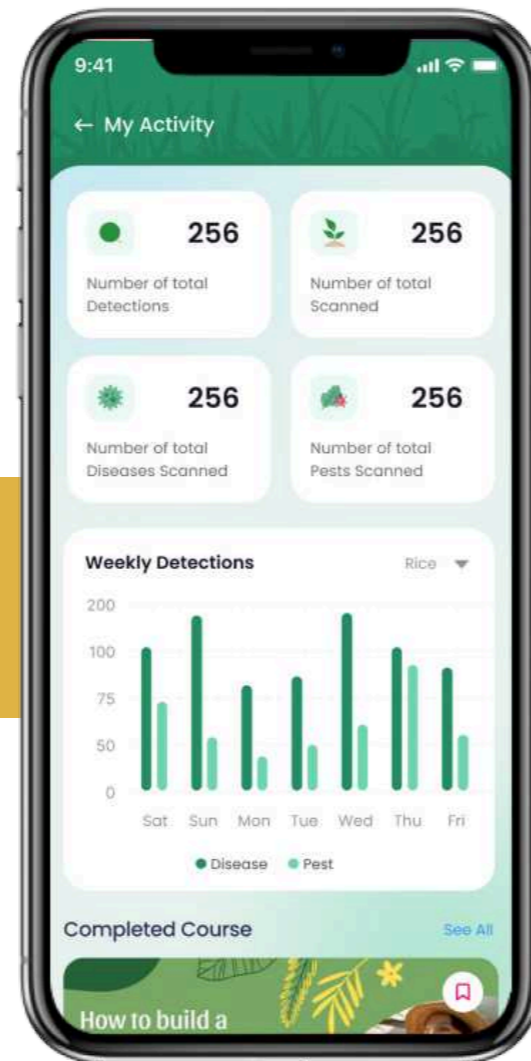 9:41
← My Activity
256
Number of total
Detections
256
Number of total
Scanned
256
Number of total
Diseases Scanned
256
Number of total
Pests Scanned
Weekly Detections
Rice
200
100
75
50
0
Sat Sun Mon Tue Wed Thu Fri
Disease Pest
Completed Course See All
How to build a